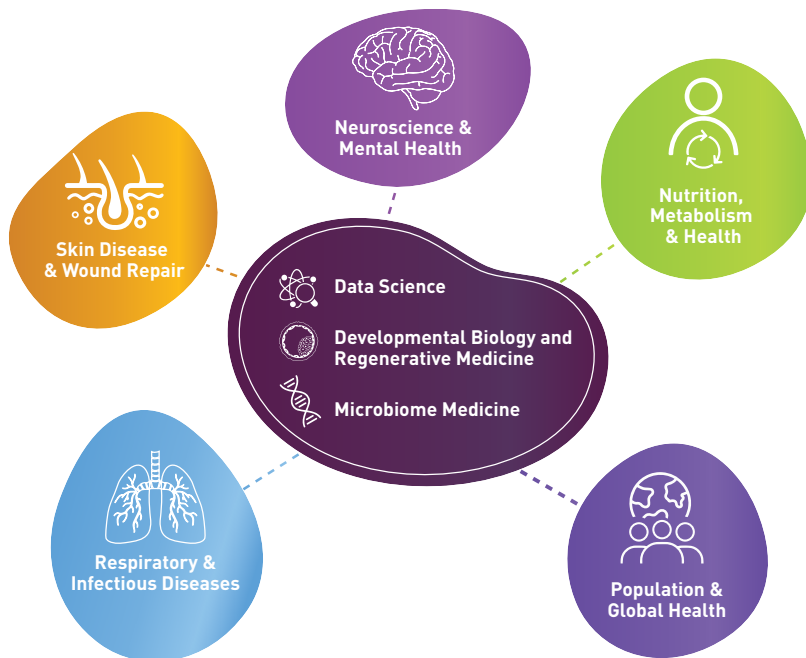 Neuroscience &
Mental Health
Nutrition,
Metabolism
& Health
Skin Disease
& Wound Repair
Data Science
Developmental Biology and
Regenerative Medicine
Microbiome Medicine
Respiratory &
Infectious Diseases
Population &
Global Health